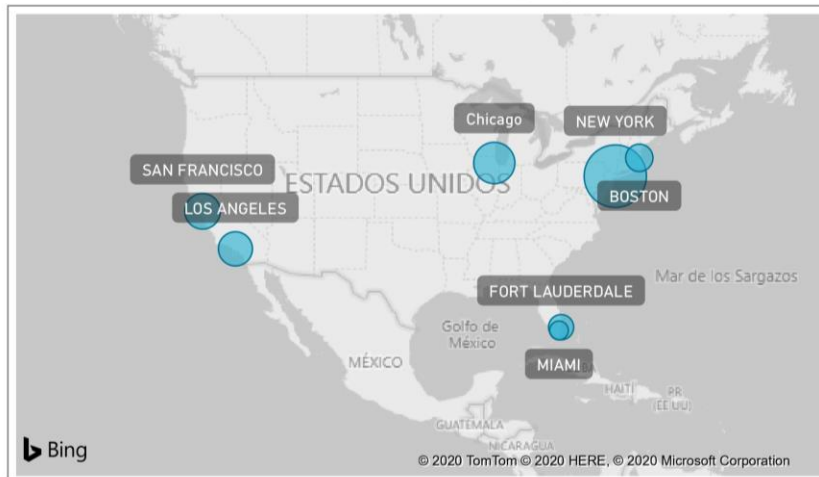 Chicago
NEW YORK
SAN FRANCISCO
ESTADOS UNIDOS
LOS ANGELES
BOSTON
Mar de los Sargazos
FORT LAUDERDALE
Golfo de
México
MÉXICO
MIAMI
HAITÍ
PR
(EE UU)
GUATEMALA
NICARAGUA
Bing
© 2020 TomTom © 2020 HERE, © 2020 Microsoft Corporation